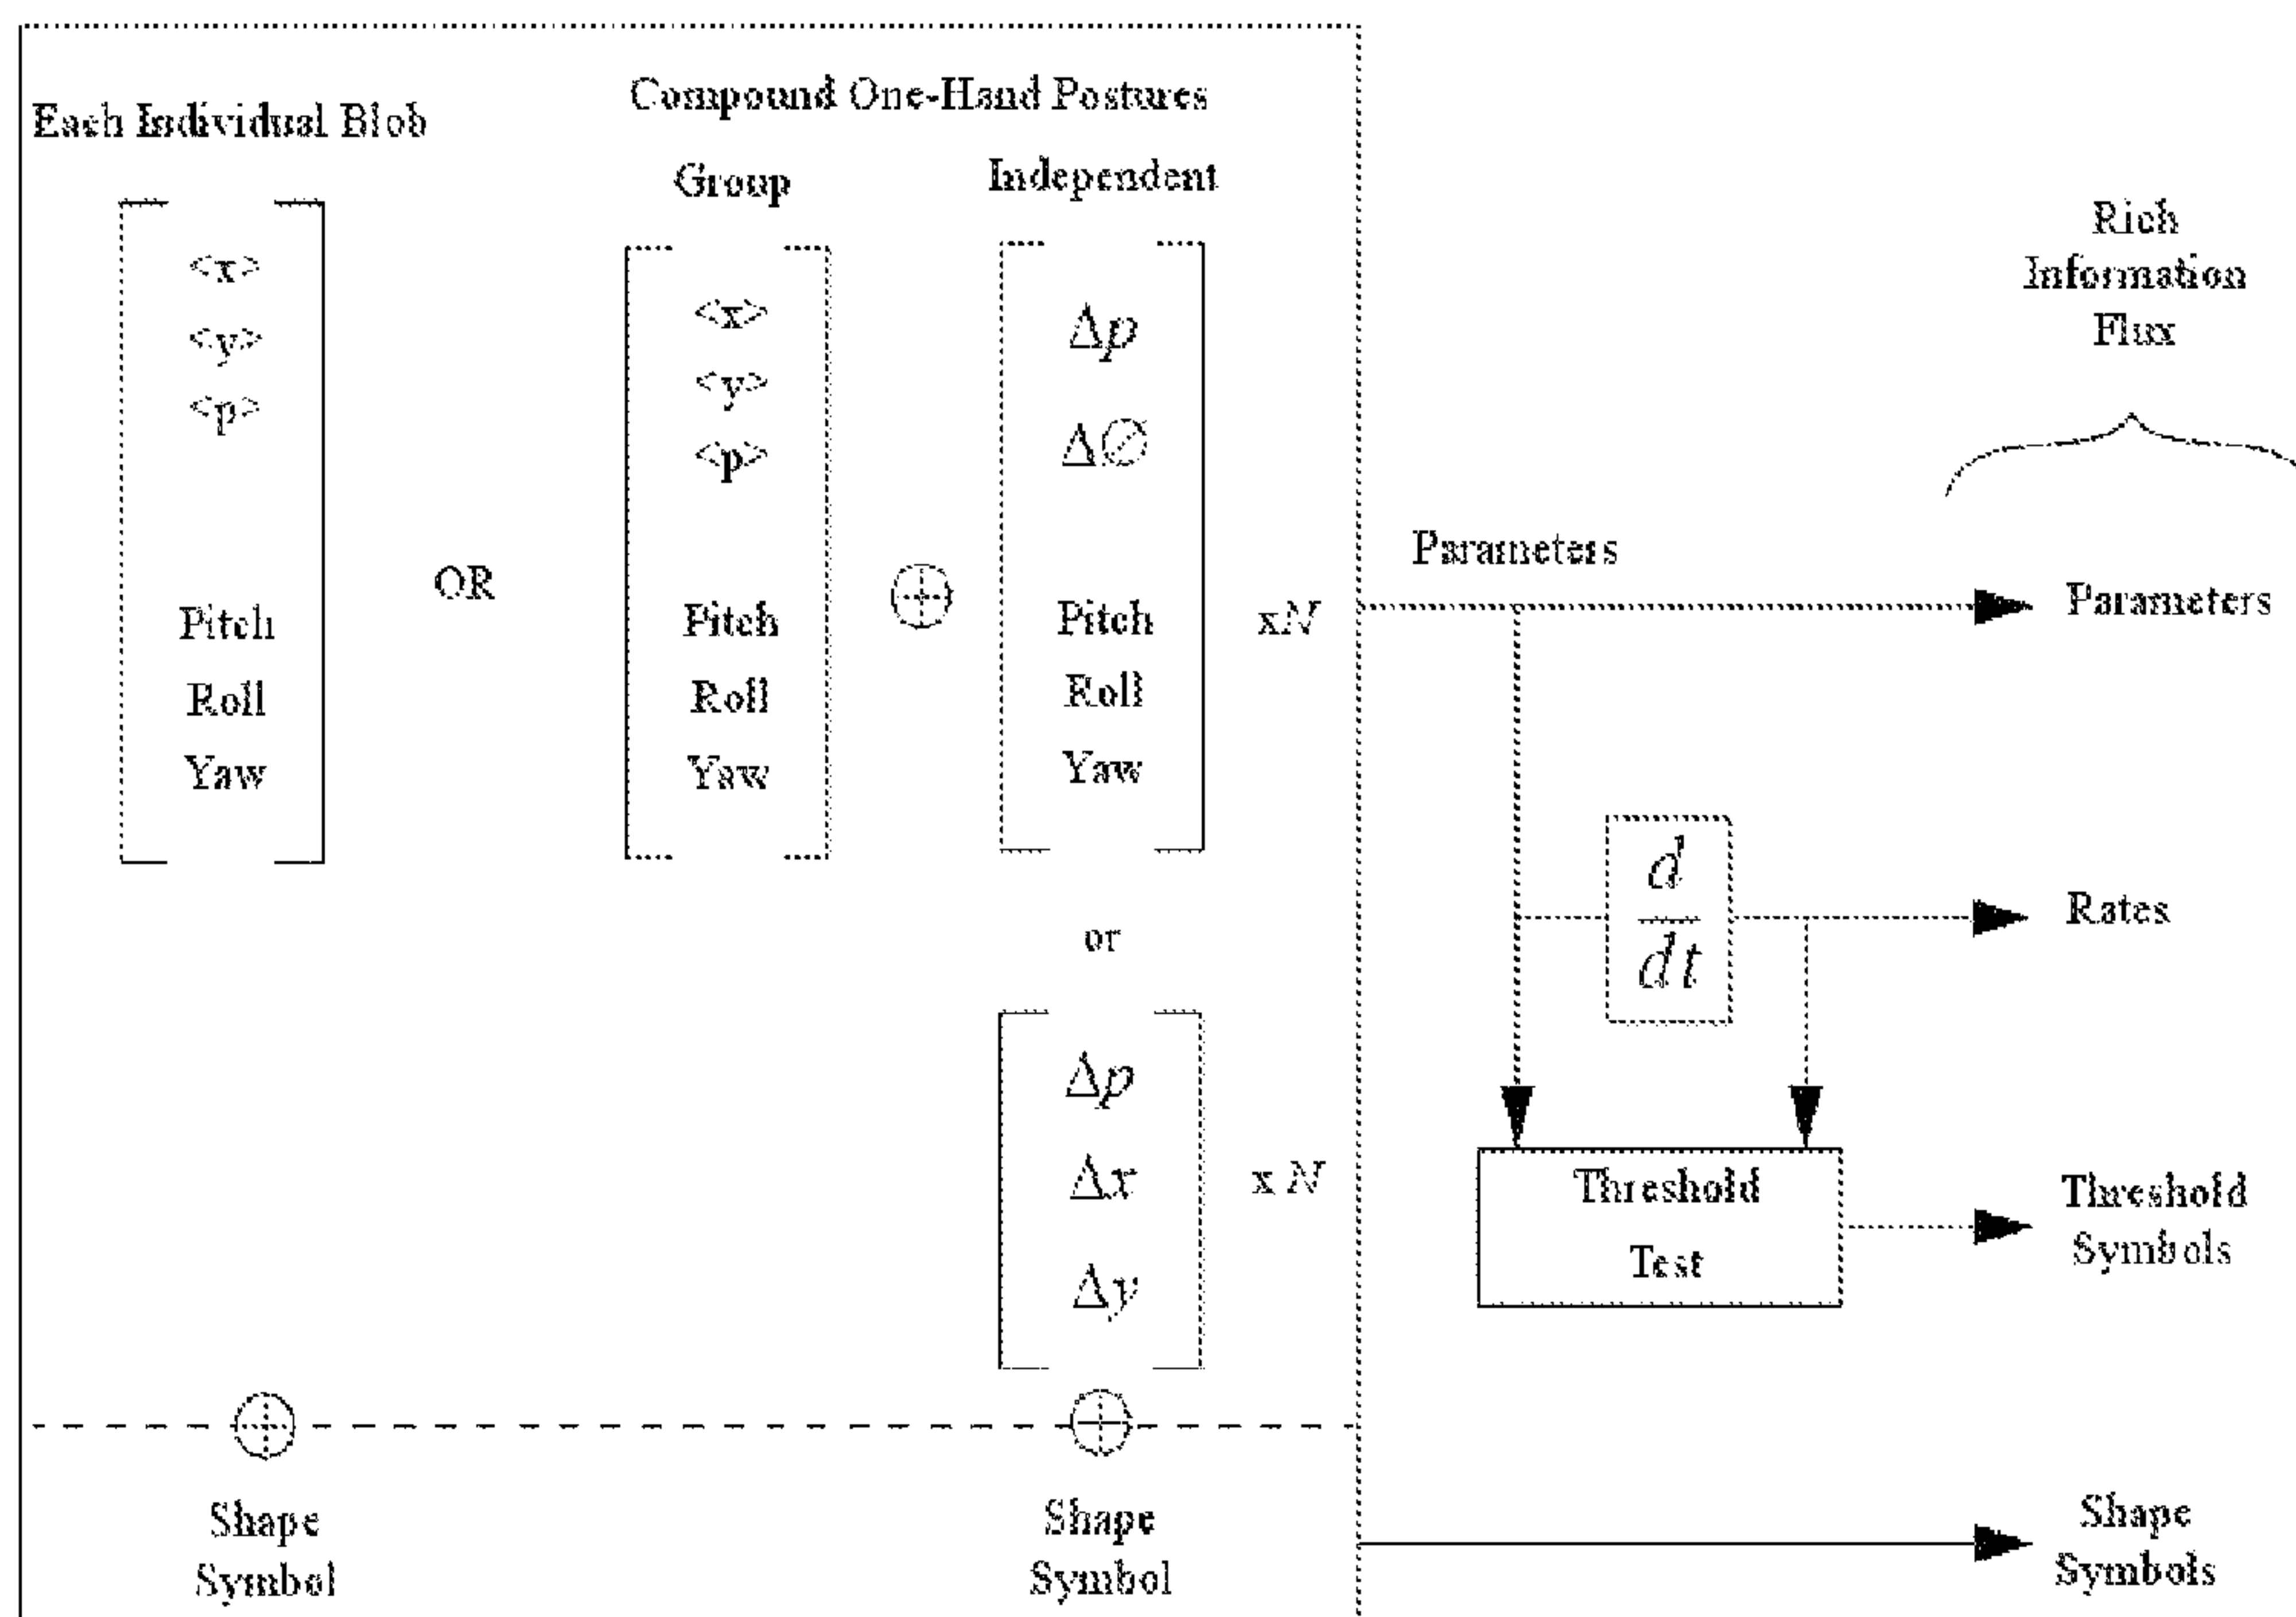 Each Individual Blob
<x>
<y>
<p>
Pitch
Roll
Yaw
OR
Compound One-Hand Postures
Group
<x>
<y>
<p>
Pitch
Roll
Yaw
⊕
Independent
Δp
Δ∅
Pitch
Roll
Yaw
xN
or
Δp
Δx
Δy
x N
⊕
Shape
Symbol
⊕
Shape
Symbol
Parameters
d
dt
Threshold
Test
Rich
Information
Flux
Parameters
Rates
Threshold
Symbols
Shape
Symbols